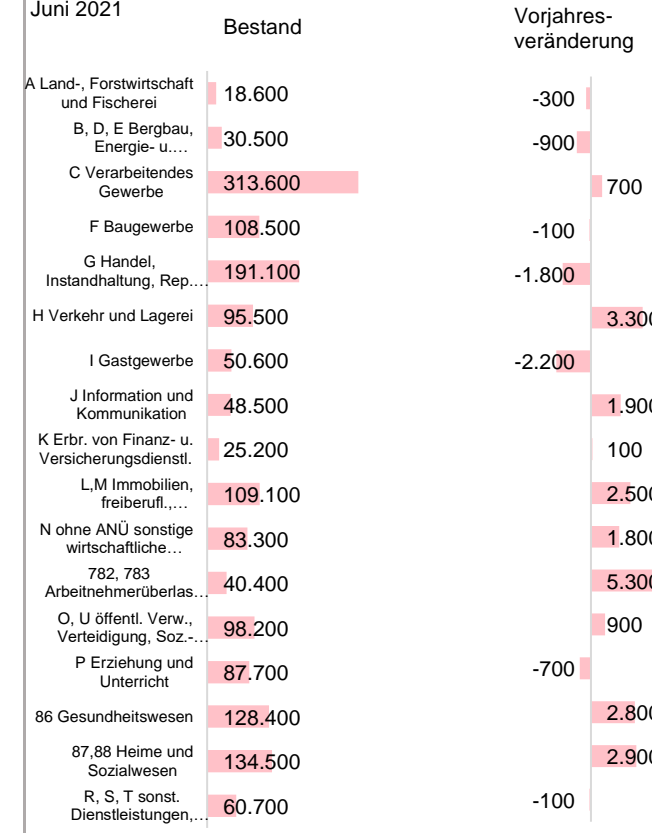 Juni 2021
Bestand
Vorjahres-
veränderung
A Land-, Forstwirtschaft
und Fischerei
18.600
-300
B, D, E Bergbau,
Energie- u.…
30.500
-900
C Verarbeitendes
Gewerbe
313.600
700
F Baugewerbe
108.500
-100
G Handel,
Instandhaltung, Rep.…
191.100
-1.800
H Verkehr und Lagerei
95.500
3.300
I Gastgewerbe
50.600
-2.200
J Information und
Kommunikation
48.500
1.900
K Erbr. von Finanz- u.
Versicherungsdienstl.
25.200
100
L,M Immobilien,
freiberufl.,…
109.100
2.500
N ohne ANÜ sonstige
wirtschaftliche…
83.300
1.800
782, 783
Arbeitnehmerüberlas…
40.400
5.300
O, U öffentl. Verw.,
Verteidigung, Soz.-…
98.200
900
P Erziehung und
Unterricht
87.700
-700
86 Gesundheitswesen
128.400
2.800
87,88 Heime und
Sozialwesen
134.500
2.900
R, S, T sonst.
Dienstleistungen,…
60.700
-100